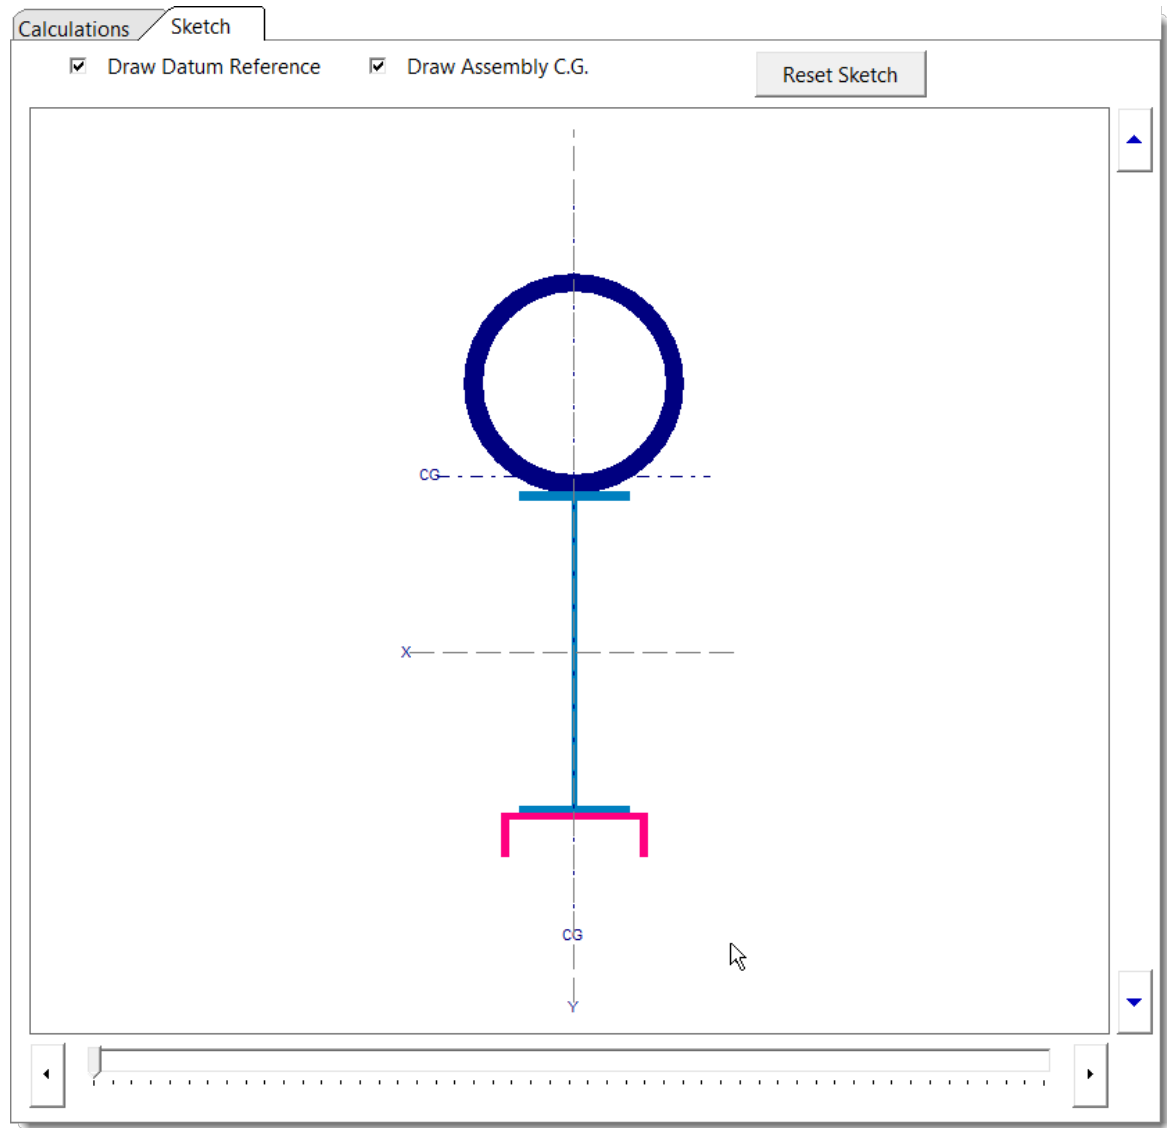 Calculations Sketch
Draw Datum Reference Draw Assembly C.G. Reset Sketch
CG
X
CG
Y